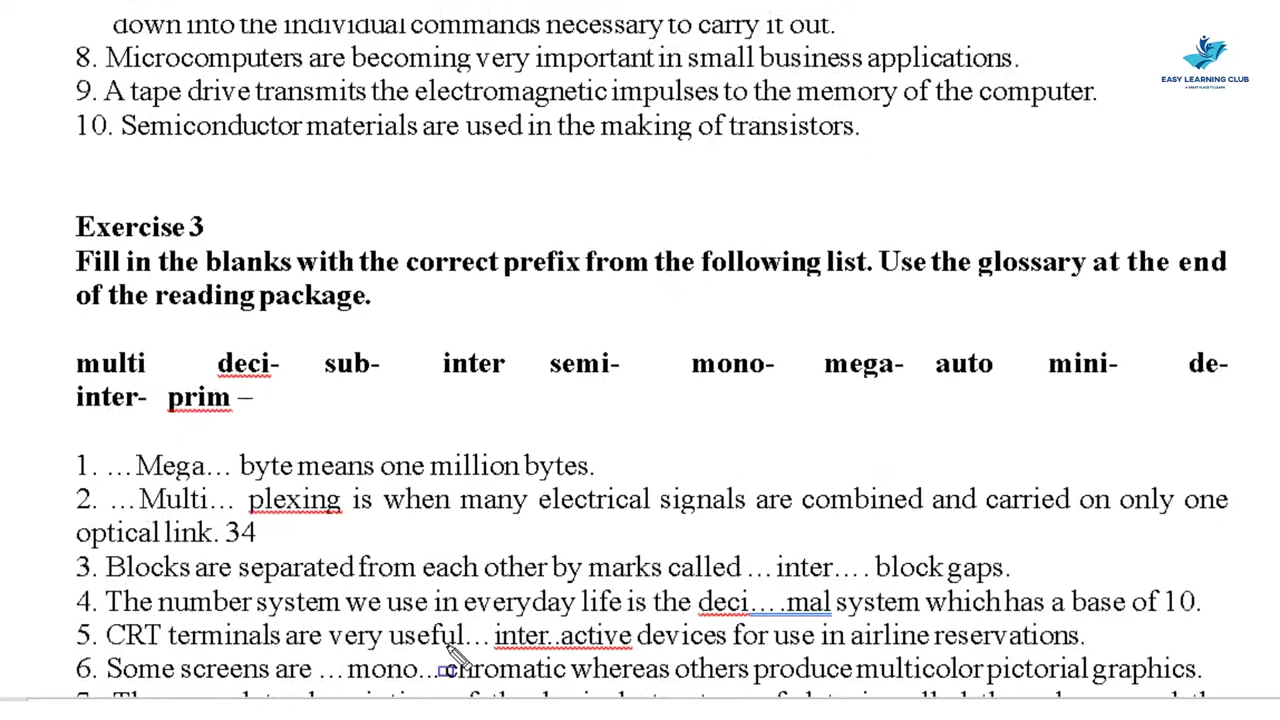 down into the individual commands necessary to carry it out.
8. Microcomputers are becoming very important in small business applications.
9. A tape drive transmits the electromagnetic impulses to the memory of the computer.
10. Semiconductor materials are used in the making of transistors.
EASY LEARNING CLUB
A GREAT PLACE TO LEARN
Exercise 3
Fill in the blanks with the correct prefix from the following list. Use the glossary at the end
of the reading package.
multi deci- sub- inter semi- mono- mega- auto mini- de-
inter- prim –
1. …Mega… byte means one million bytes.
2. …Multi… plexing is when many electrical signals are combined and carried on only one
optical link. 34
3. Blocks are separated from each other by marks called …inter…. block gaps.
4. The number system we use in everyday life is the deci….mal system which has a base of 10.
5. CRT terminals are very useful… inter..active devices for use in airline reservations.
6. Some screens are …mono…chromatic whereas others produce multicolor pictorial graphics.